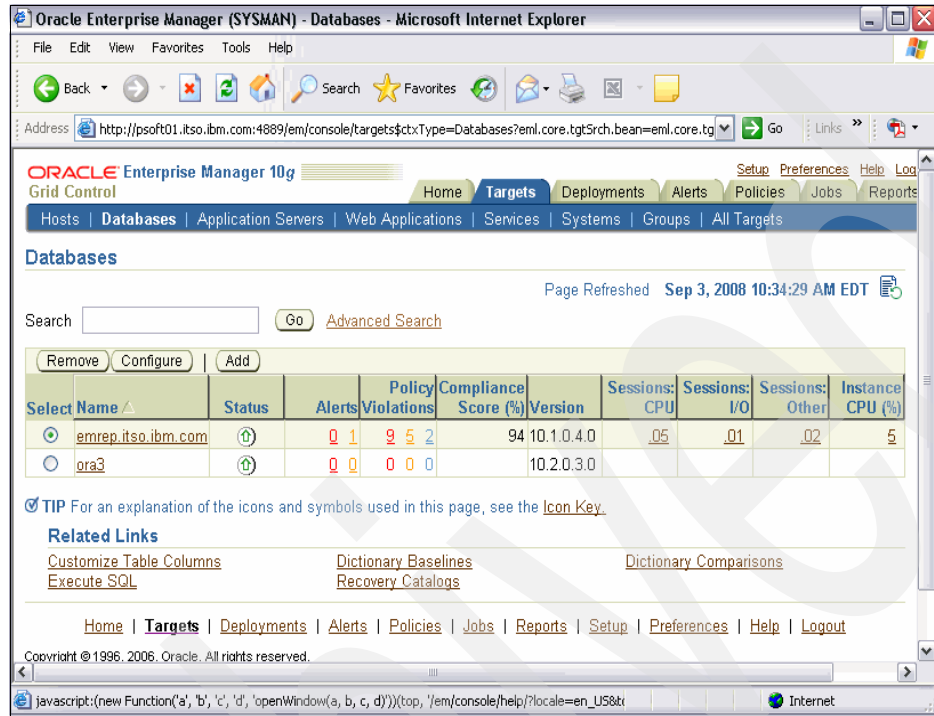 Oracle Enterprise Manager (SYSMAN) - Databases - Microsoft Internet Explorer
File Edit View Favorites Tools Help
Back Search Favorites
Address http://psoft01.itso.ibm.com:4889/em/console/targets$ctxType=Databases?eml.core.tgtSrch.bean=eml.core.tg Go Links »
ORACLE Enterprise Manager 10g
Setup Preferences Help Log
Grid Control
Home Targets Deployments Alerts Policies Jobs Reports
Hosts | Databases | Application Servers | Web Applications | Services | Systems | Groups | All Targets
Databases
Page Refreshed Sep 3, 2008 10:34:29 AM EDT
Search Go Advanced Search
Remove Configure | Add
Select Name Status Alerts Policy Violations Compliance Score (%) Version Sessions: CPU Sessions: I/O Sessions: Other Instance CPU (%)
emrep.itso.ibm.com 0 1 9 5 2 94 10.1.0.4.0 .05 .01 .02 5
ora3 0 0 0 0 0 10.2.0.3.0
TIP For an explanation of the icons and symbols used in this page, see the Icon Key.
Related Links
Customize Table Columns Dictionary Baselines Dictionary Comparisons
Execute SQL Recovery Catalogs
Home | Targets | Deployments | Alerts | Policies | Jobs | Reports | Setup | Preferences | Help | Logout
Copyright © 1996, 2006, Oracle. All rights reserved.
javascript:(new Function('a', 'b', 'c', 'd', 'openWindow(a, b, c, d)'))(top, '/em/console/help/?locale=en_US& Internet